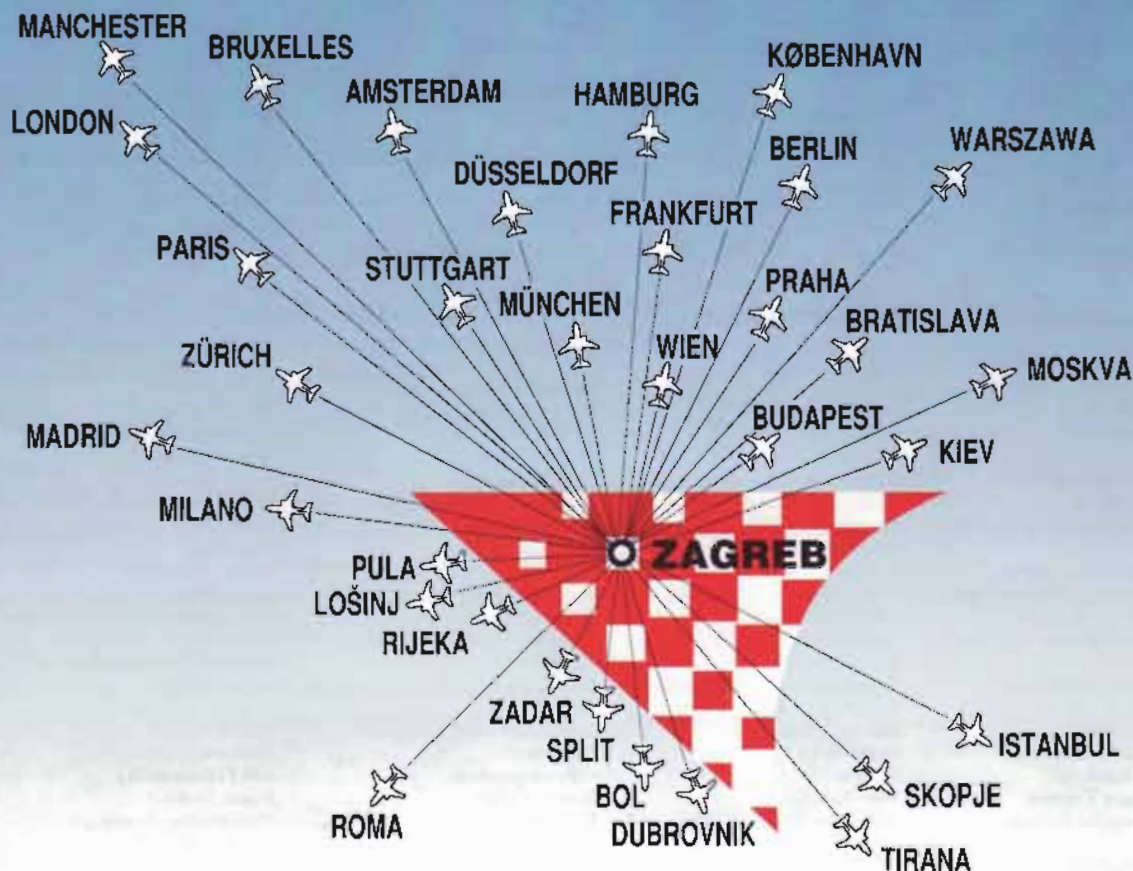 MANCHESTER
BRUXELLES
KØBENHAVN
AMSTERDAM
HAMBURG
LONDON
WARSZAWA
BERLIN
DÜSSELDORF
FRANKFURT
PARIS
STUTTGART
PRAHA
MÜNCHEN
BRATISLAVA
ZÜRICH
WIEN
MOSKVA
MADRID
BUDAPEST
KIEV
MILANO
ZAGREB
PULA
LOŠINJ
RIJEKA
ZADAR
SPLIT
ISTANBUL
BOL
SKOPJE
ROMA
DUBROVNIK
TIRANA